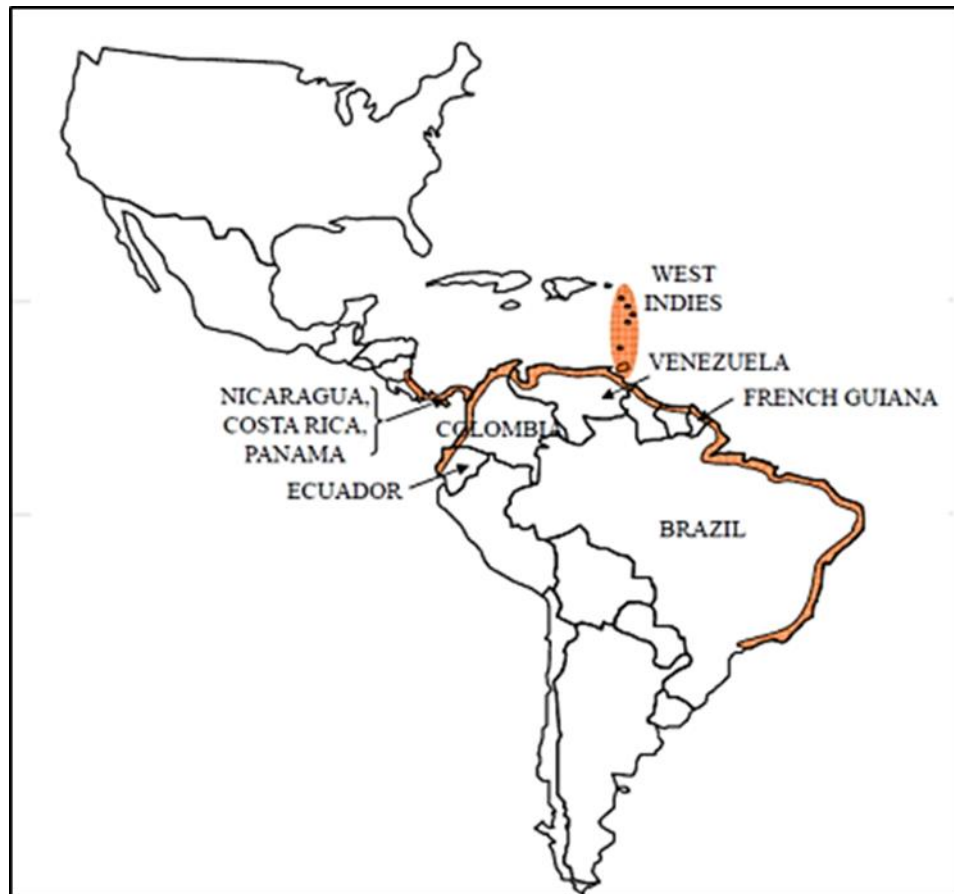 WEST
INDIES
VENEZUELA
FRENCH GUIANA
NICARAGUA,
COSTA RICA,
PANAMA
COLOMBIA
ECUADOR
BRAZIL